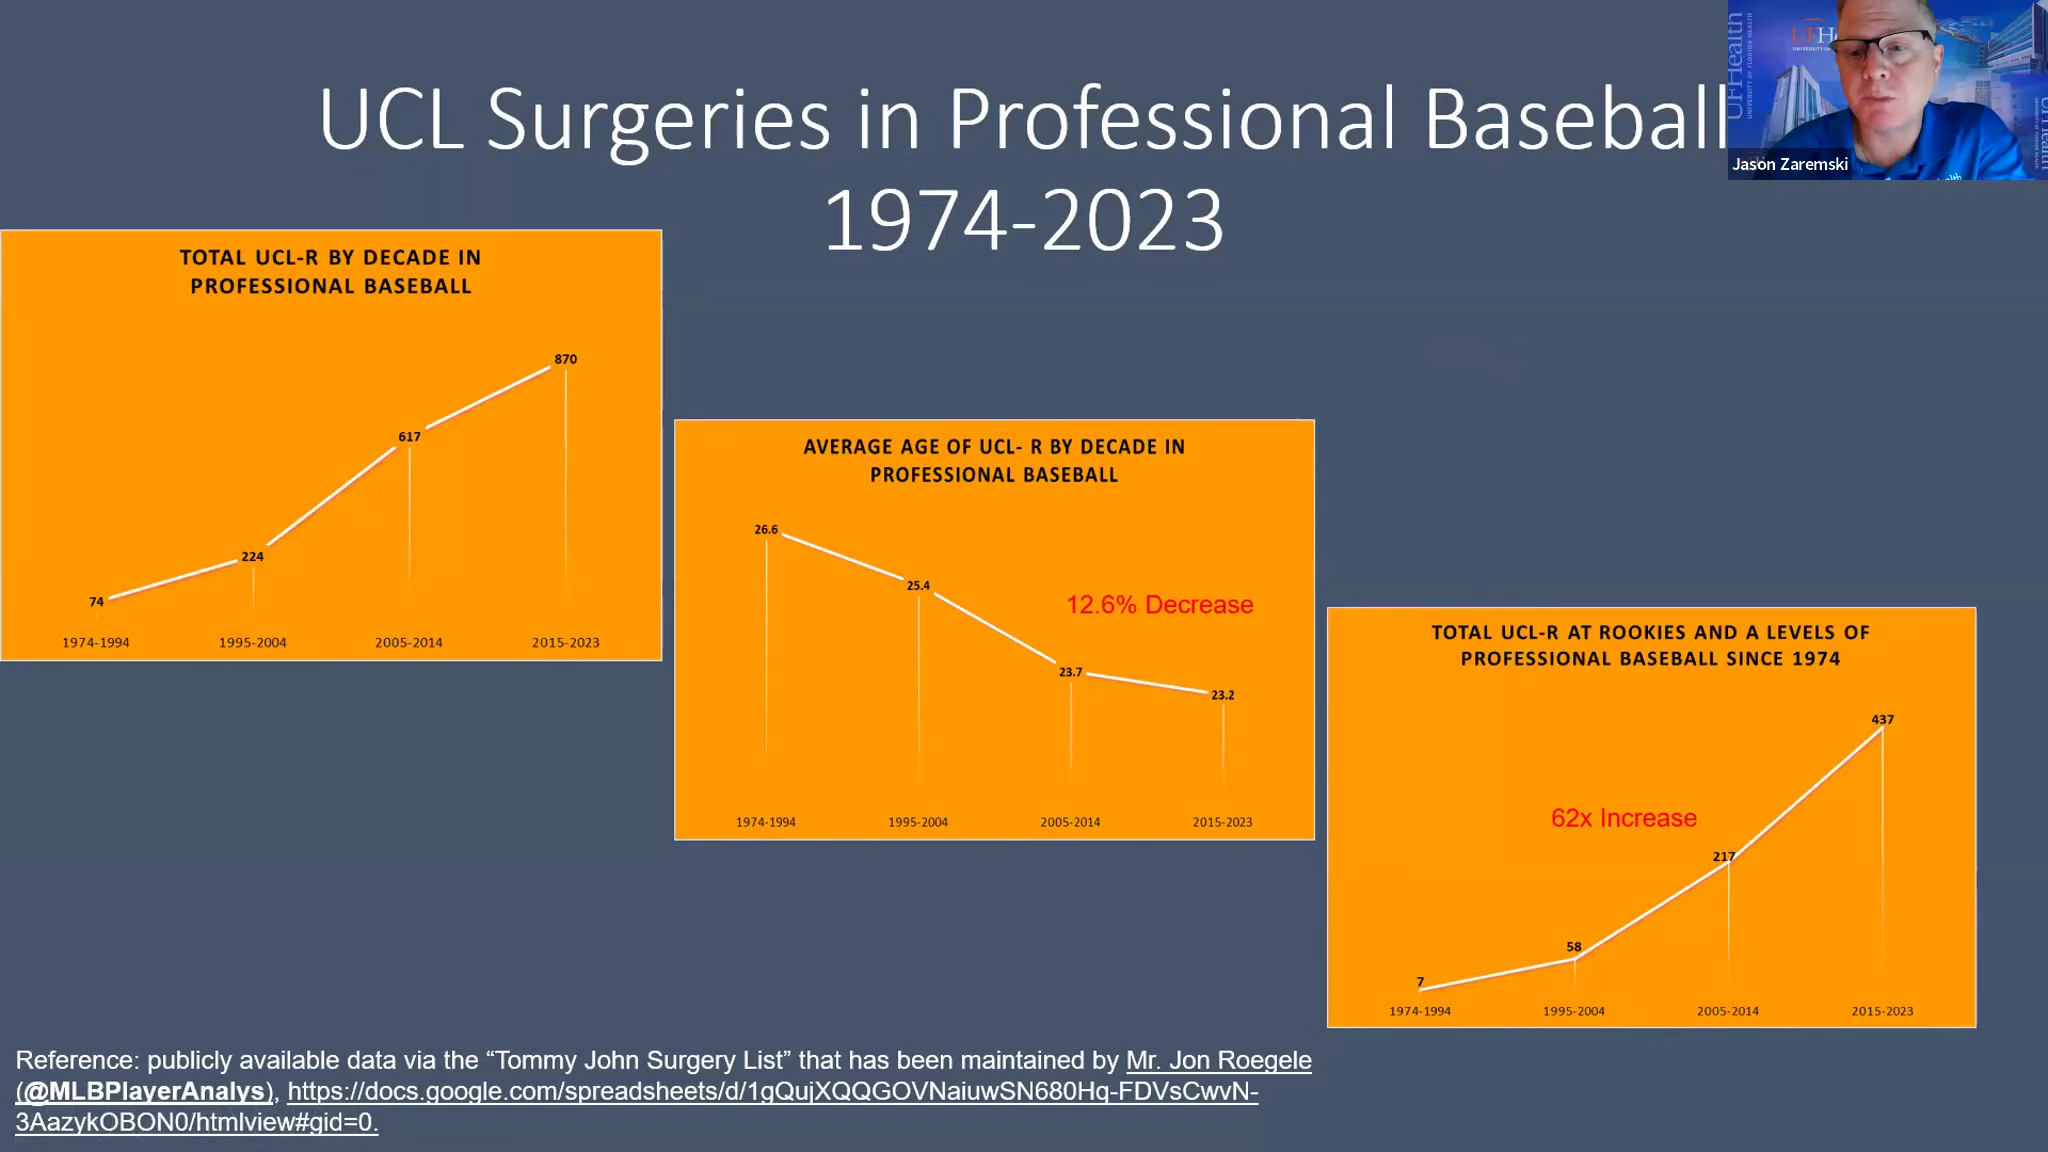 UCL Surgeries in Professional Baseball
1974-2023
UFHealth
UNIVERSITY OF FLORIDA HEALTH
Jason Zaremski
TOTAL UCL-R BY DECADE IN
PROFESSIONAL BASEBALL
870
617
224
74
1974-1994 1995-2004 2005-2014 2015-2023
AVERAGE AGE OF UCL- R BY DECADE IN
PROFESSIONAL BASEBALL
26.6
25.4
12.6% Decrease
23.7
23.2
1974-1994 1995-2004 2005-2014 2015-2023
TOTAL UCL-R AT ROOKIES AND A LEVELS OF
PROFESSIONAL BASEBALL SINCE 1974
437
62x Increase
217
58
7
1974-1994 1995-2004 2005-2014 2015-2023
Reference: publicly available data via the “Tommy John Surgery List” that has been maintained by Mr. Jon Roegele
(@MLBPlayerAnalys), https://docs.google.com/spreadsheets/d/1gQujXQQGOVNaiuwSN680Hq-FDVsCwvN-
3AazykOBON0/htmlview#gid=0.